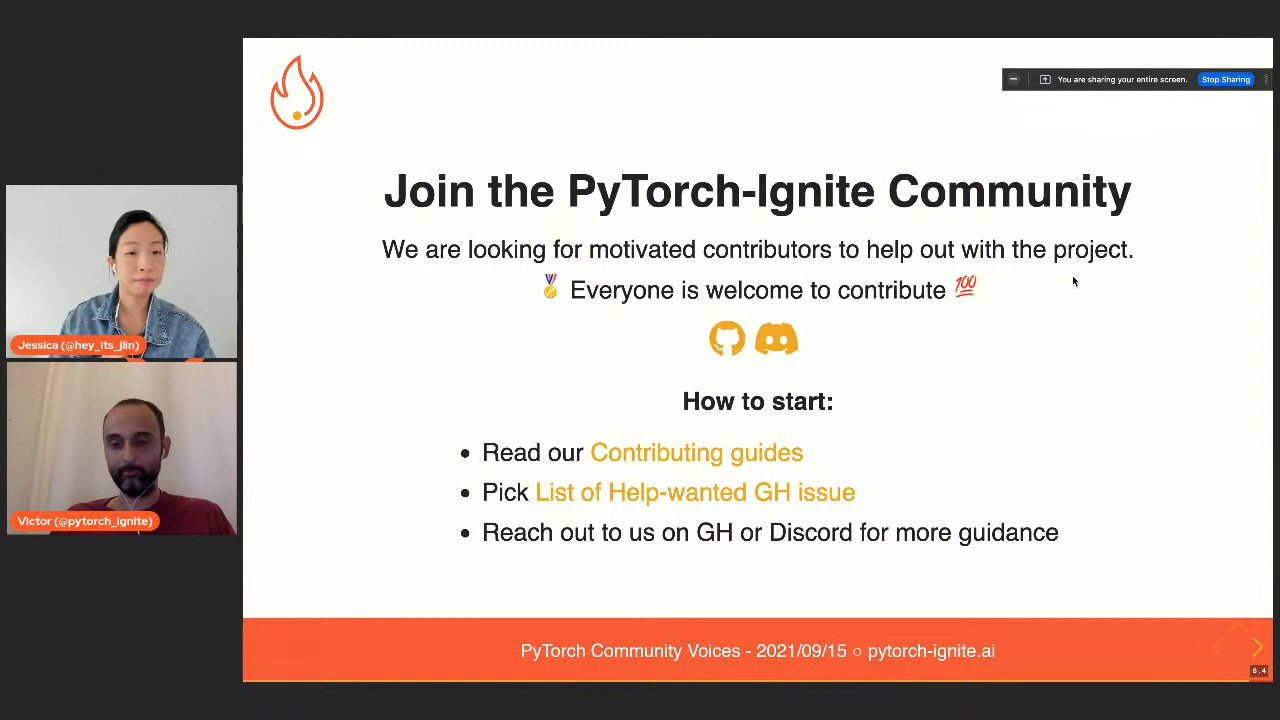 You are sharing your entire screen.
Stop Sharing
Join the PyTorch-Ignite Community
We are looking for motivated contributors to help out with the project.
🏅 Everyone is welcome to contribute 💯
How to start:
• Read our Contributing guides
• Pick List of Help-wanted GH issue
• Reach out to us on GH or Discord for more guidance
Jessica (@hey_its_jlin)
Victor (@pytorch_ignite)
PyTorch Community Voices - 2021/09/15 ○ pytorch-ignite.ai
6.4